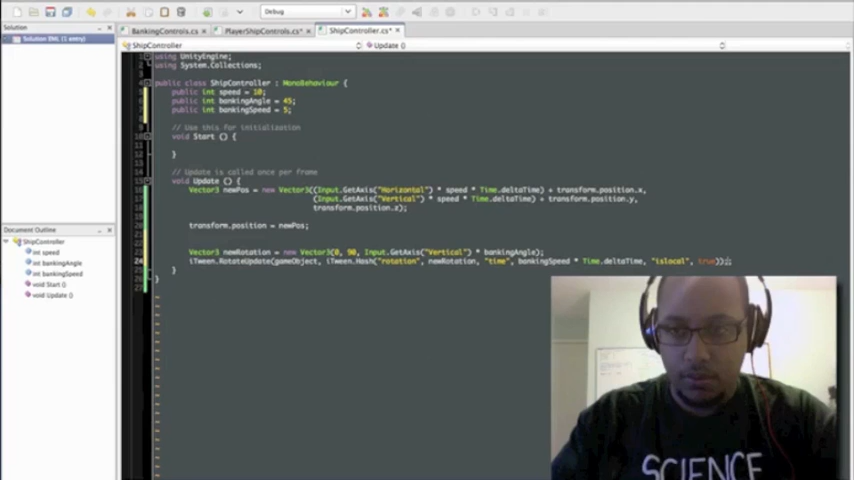 Debug
Solution
Solution ENL (1 entry)
BankingControls.cs
PlayerShipControls.cs*
ShipController.cs*
ShipController
Update ()
using UnityEngine;
using System.Collections;
public class ShipController : MonoBehaviour {
public int speed = 10;
public int bankingAngle = 45;
public int bankingSpeed = 5;
// Use this for initialization
void Start () {
}
// Update is called once per frame
void Update () {
Vector3 newPos = new Vector3((Input.GetAxis("Horizontal") * speed * Time.deltaTime) + transform.position.x,
(Input.GetAxis("Vertical") * speed * Time.deltaTime) + transform.position.y,
transform.position.z);
transform.position = newPos;
Vector3 newRotation = new Vector3(0, 90, Input.GetAxis("Vertical") * bankingAngle);
iTween.RotateUpdate(gameObject, iTween.Hash("rotation", newRotation, "time", bankingSpeed * Time.deltaTime, "islocal", true));
}
}
Document Outline
ShipController
int speed
int bankingAngle
int bankingSpeed
void Start ()
void Update ()
SCIENCE